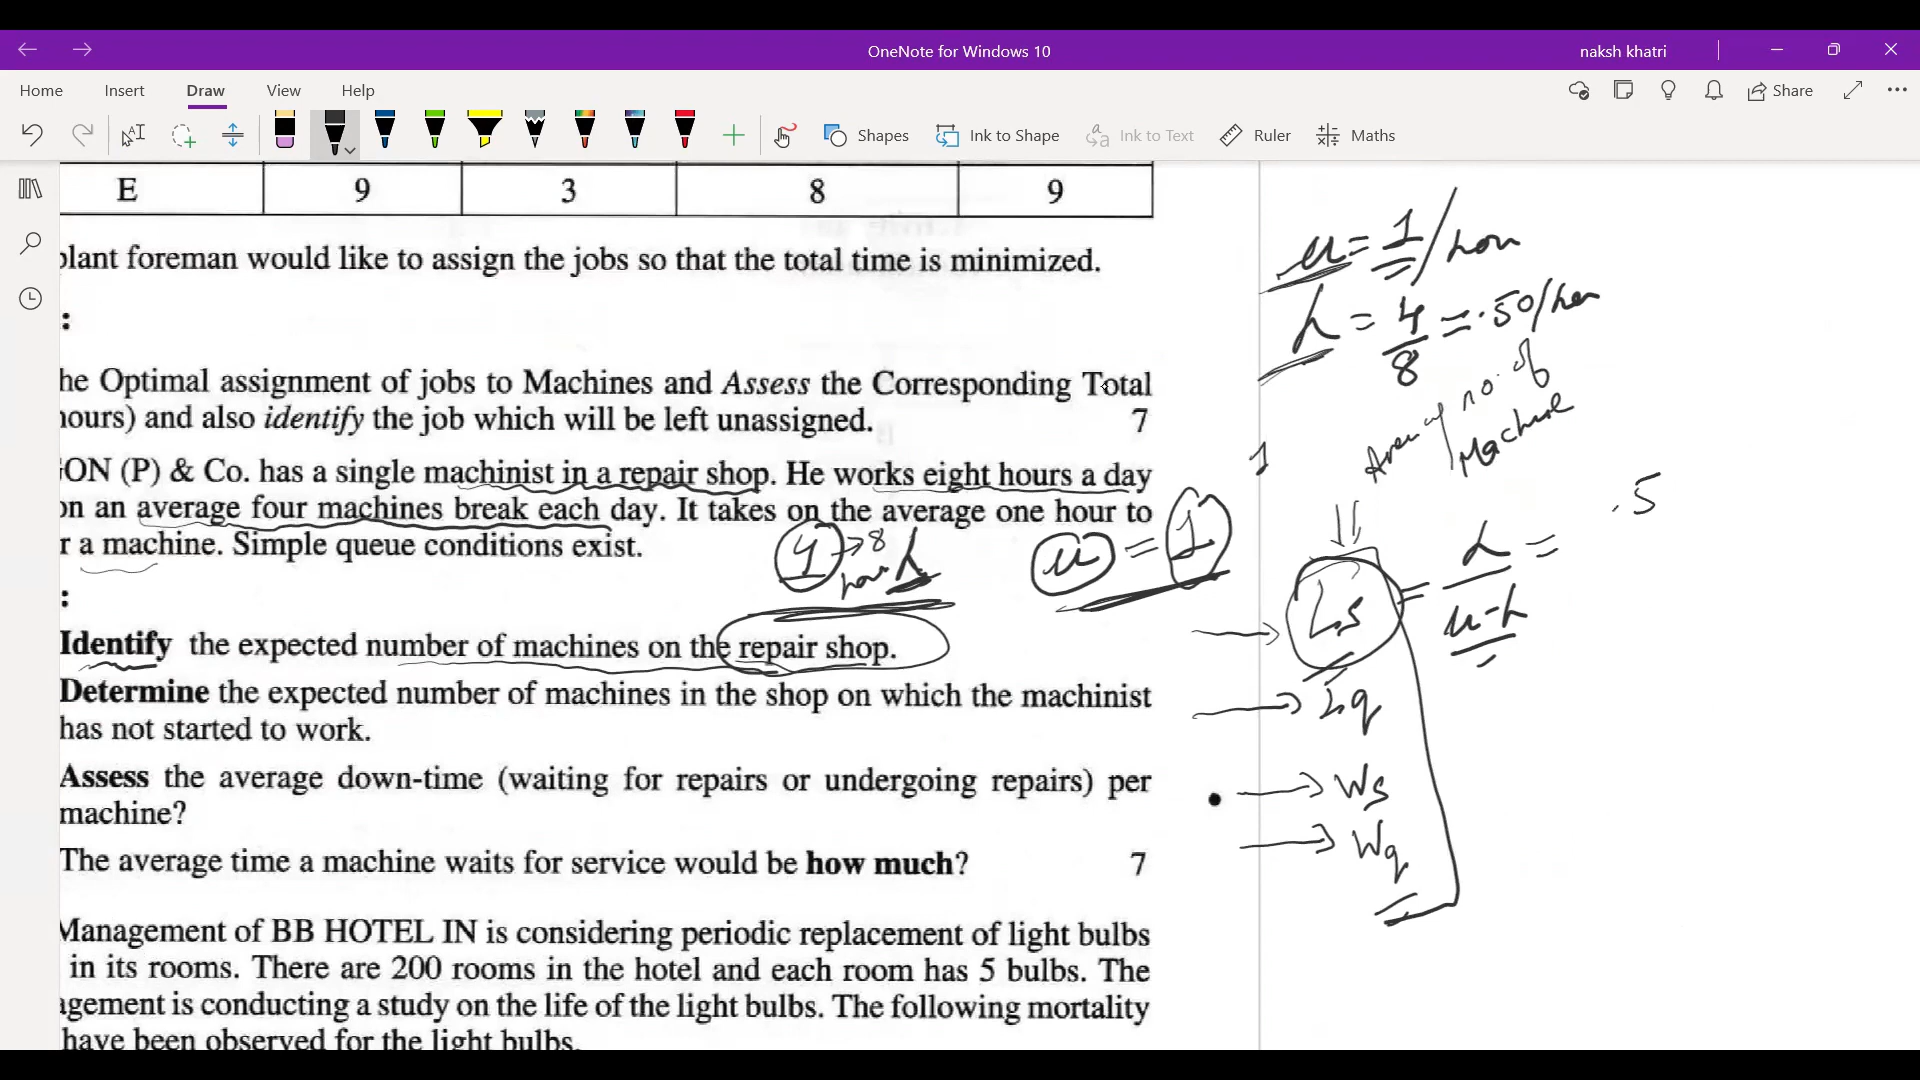 OneNote for Windows 10
naksh khatri
Home Insert Draw View Help
Share
Shapes Ink to Shape Ink to Text Ruler Maths
E 9 3 8 9
plant foreman would like to assign the jobs so that the total time is minimized.
:
he Optimal assignment of jobs to Machines and Assess the Corresponding Total
hours) and also identify the job which will be left unassigned. 7
GON (P) & Co. has a single machinist in a repair shop. He works eight hours a day
on an average four machines break each day. It takes on the average one hour to
r a machine. Simple queue conditions exist.
4 → 8 hour λ
μ = 1
:
Identify the expected number of machines on the repair shop.
Determine the expected number of machines in the shop on which the machinist
has not started to work.
Assess the average down-time (waiting for repairs or undergoing repairs) per
machine?
The average time a machine waits for service would be how much? 7
Management of BB HOTEL IN is considering periodic replacement of light bulbs
in its rooms. There are 200 rooms in the hotel and each room has 5 bulbs. The
agement is conducting a study on the life of the light bulbs. The following mortality
have been observed for the light bulbs.
μ = 1/hour
λ = 4/8 = .50/hour
no. of
Machine
1
.5
Ls = λ/μ-λ =
Lq
Ws
Wq